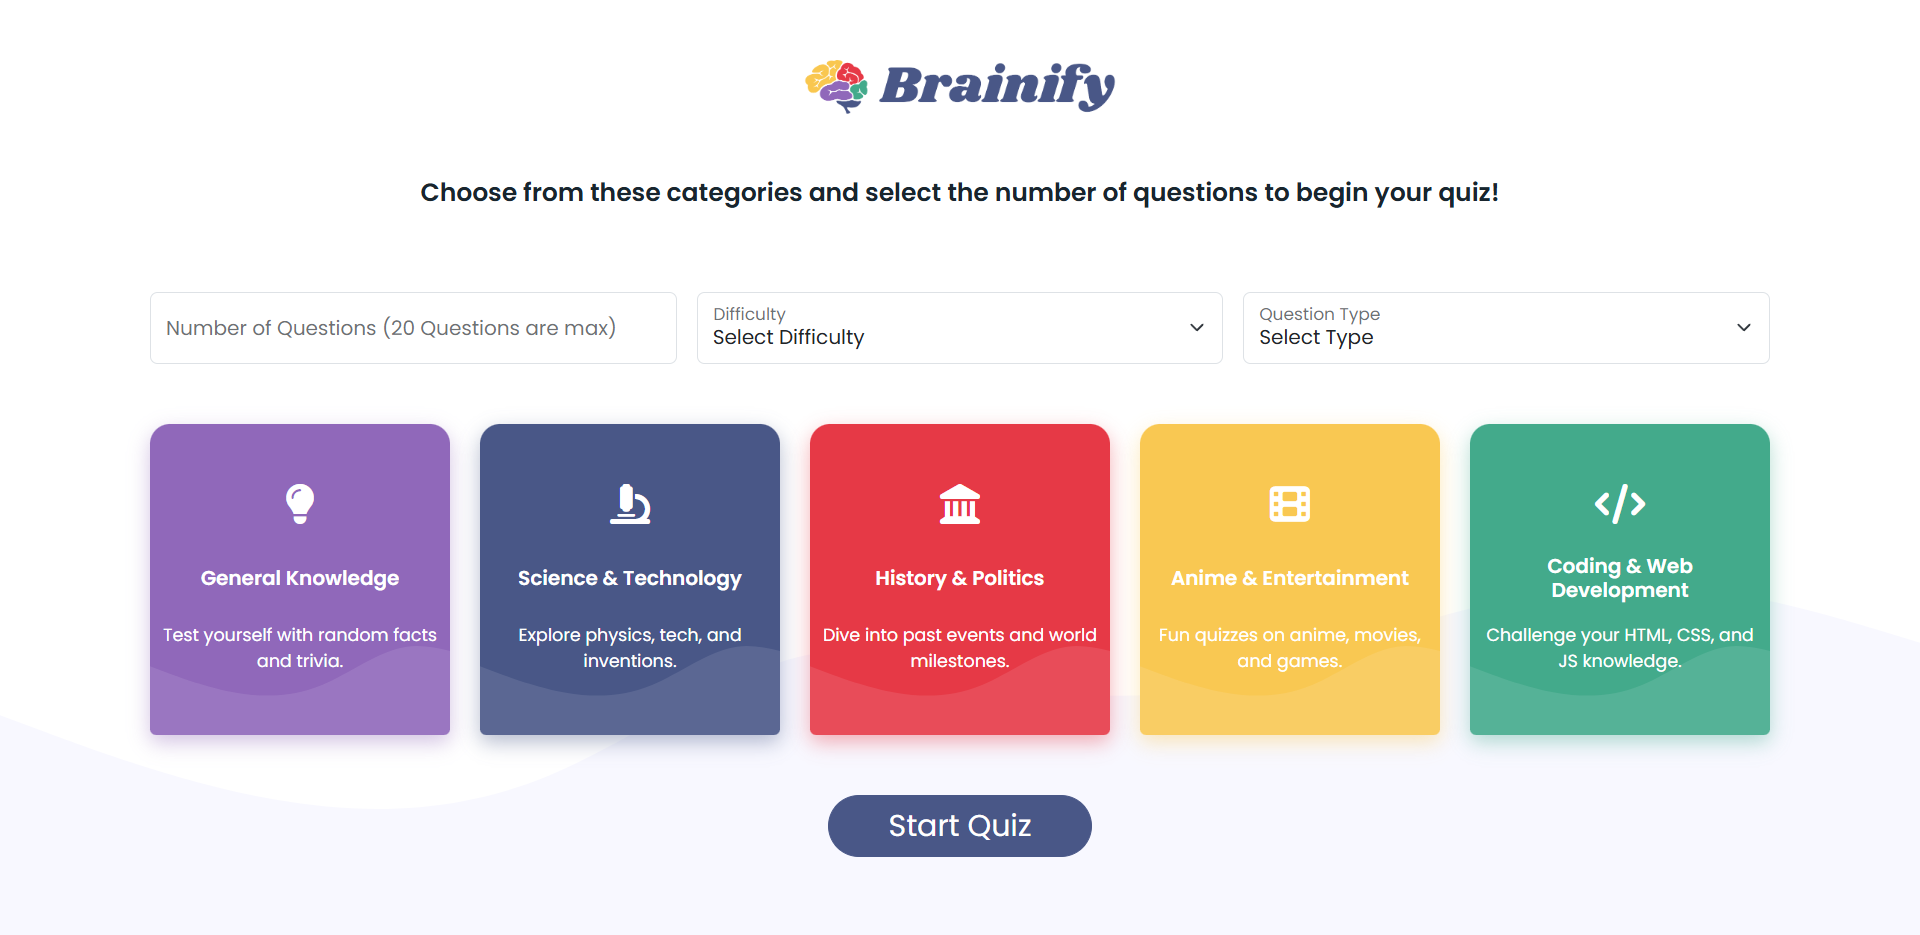 Brainify
Choose from these categories and select the number of questions to begin your quiz!
Number of Questions (20 Questions are max)
Difficulty
Select Difficulty
Question Type
Select Type
General Knowledge
Test yourself with random facts
and trivia.
Science & Technology
Explore physics, tech, and
inventions.
History & Politics
Dive into past events and world
milestones.
Anime & Entertainment
Fun quizzes on anime, movies,
and games.
Coding & Web
Development
Challenge your HTML, CSS, and
JS knowledge.
Start Quiz